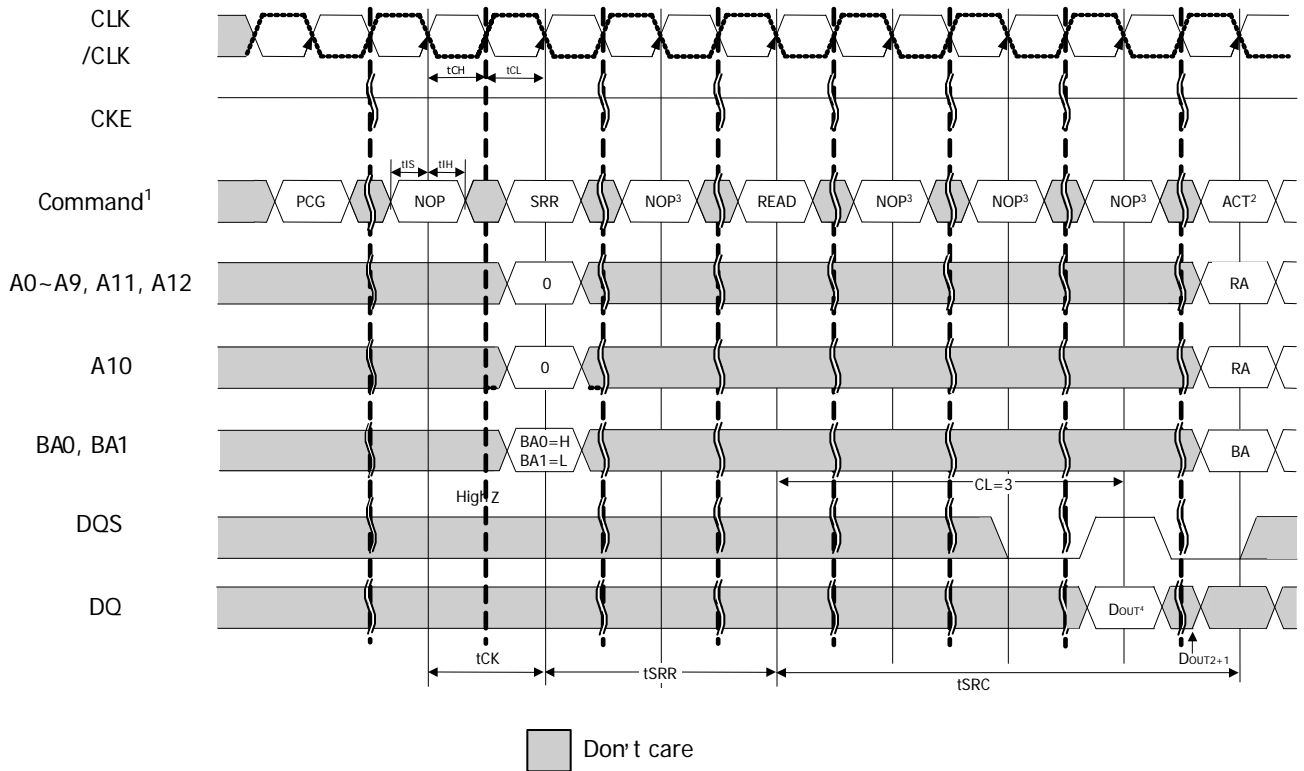 CLK
/CLK
tCH
tCL
CKE
tIS
tIH
Command¹
PCG
NOP
SRR
NOP³
READ
NOP³
NOP³
NOP³
ACT²
A0~A9, A11, A12
0
RA
A10
0
RA
BA0, BA1
BA0=H
BA1=L
BA
CL=3
High Z
DQS
DQ
DOUT⁴
DOUT2+1
tCK
tSRR
tSRC
Don't care